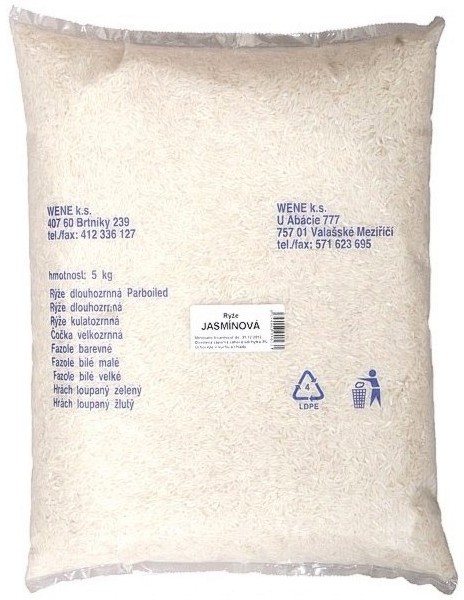 WENE k.s.
407 60 Brtníky 239
tel./fax: 412 336 127
WENE k.s.
U Abácie 777
757 01 Valašské Meziříčí
tel./fax: 571 623 695
hmotnost: 5 kg
Rýže dlouhozrnná Parboiled
Rýže dlouhozrnná
Rýže kulatozrnná
Čočka velkozrnná
Fazole barevné
Fazole bílé malé
Fazole bílé velké
Hrách loupaný zelený
Hrách loupaný žlutý
Rýže
JASMÍNOVÁ
4
LDPE